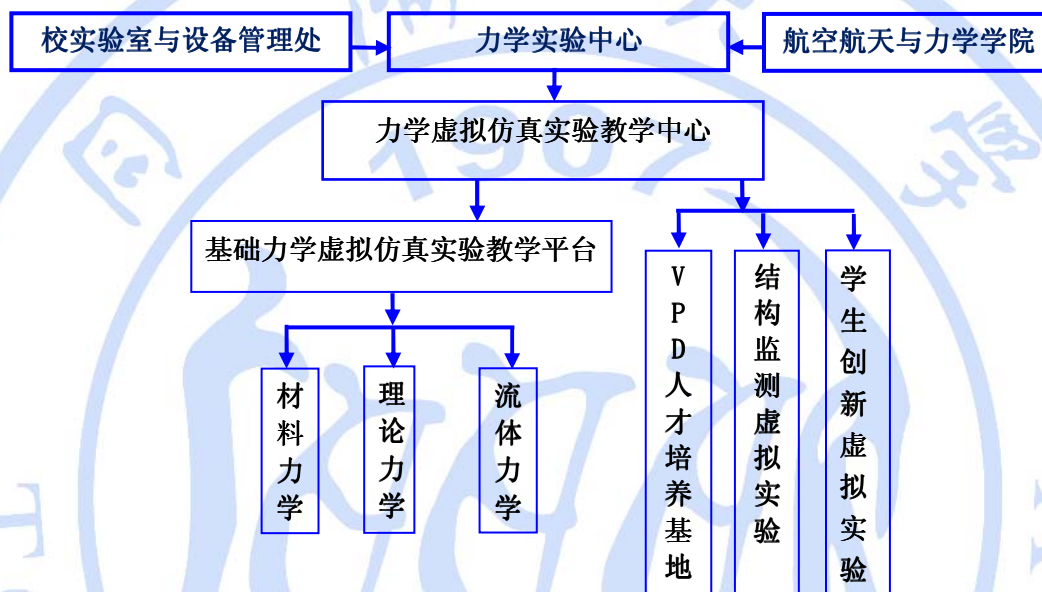 校实验室与设备管理处
力学实验中心
航空航天与力学学院
力学虚拟仿真实验教学中心
基础力学虚拟仿真实验教学平台
材料力学
理论力学
流体力学
VPD人才培养基地
结构监测虚拟实验
学生创新虚拟实验
1907